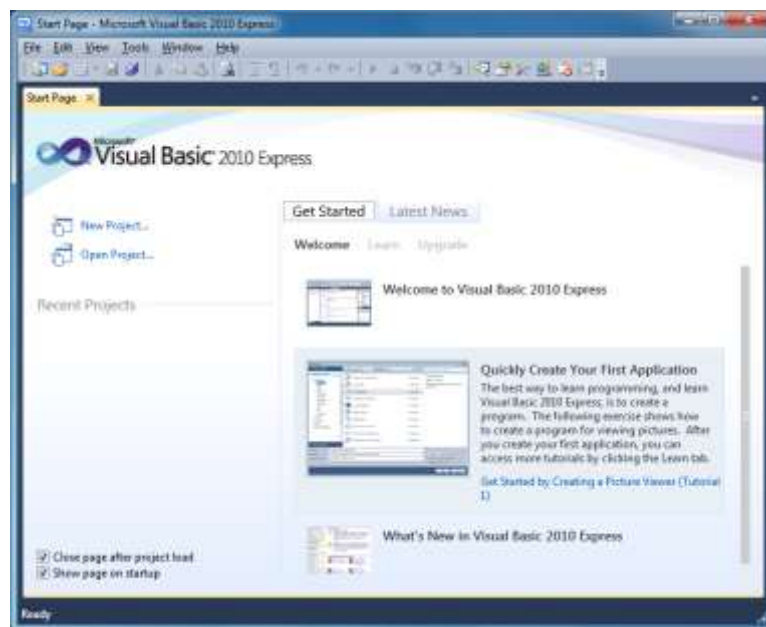 Start Page - Microsoft Visual Basic 2010 Express
File Edit View Tools Window Help
Start Page
Microsoft
Visual Basic 2010 Express
New Project...
Open Project...
Recent Projects
Close page after project load
Show page on startup
Get Started Latest News
Welcome Learn Upgrade
Welcome to Visual Basic 2010 Express
Quickly Create Your First Application
The best way to learn programming, and learn
Visual Basic 2010 Express, is to create a
program. The following exercise shows how
to create a program for viewing pictures. After
you create your first application, you can
access more tutorials by clicking the Learn tab.
Get Started by Creating a Picture Viewer (Tutorial
1)
What's New in Visual Basic 2010 Express
Ready